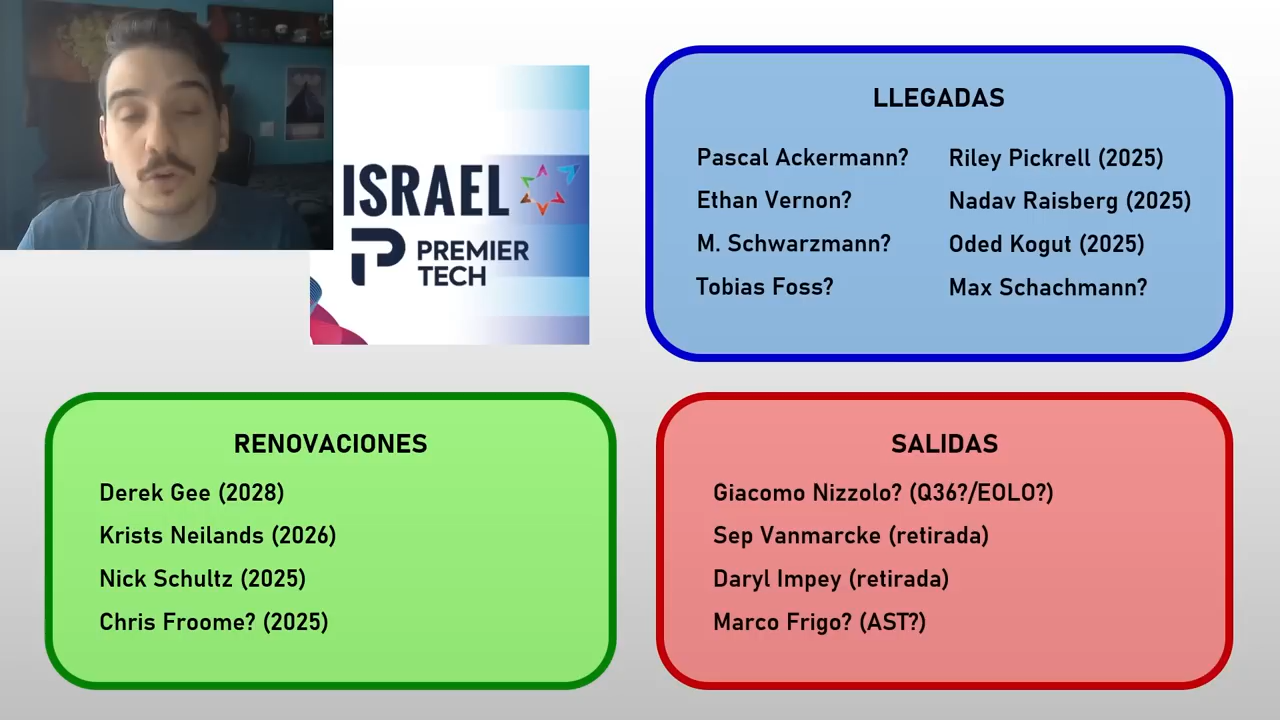 ISRAEL
P PREMIER
TECH
LLEGADAS
Pascal Ackermann?
Ethan Vernon?
M. Schwarzmann?
Tobias Foss?
Riley Pickrell (2025)
Nadav Raisberg (2025)
Oded Kogut (2025)
Max Schachmann?
RENOVACIONES
Derek Gee (2028)
Krists Neilands (2026)
Nick Schultz (2025)
Chris Froome? (2025)
SALIDAS
Giacomo Nizzolo? (Q36?/EOLO?)
Sep Vanmarcke (retirada)
Daryl Impey (retirada)
Marco Frigo? (AST?)